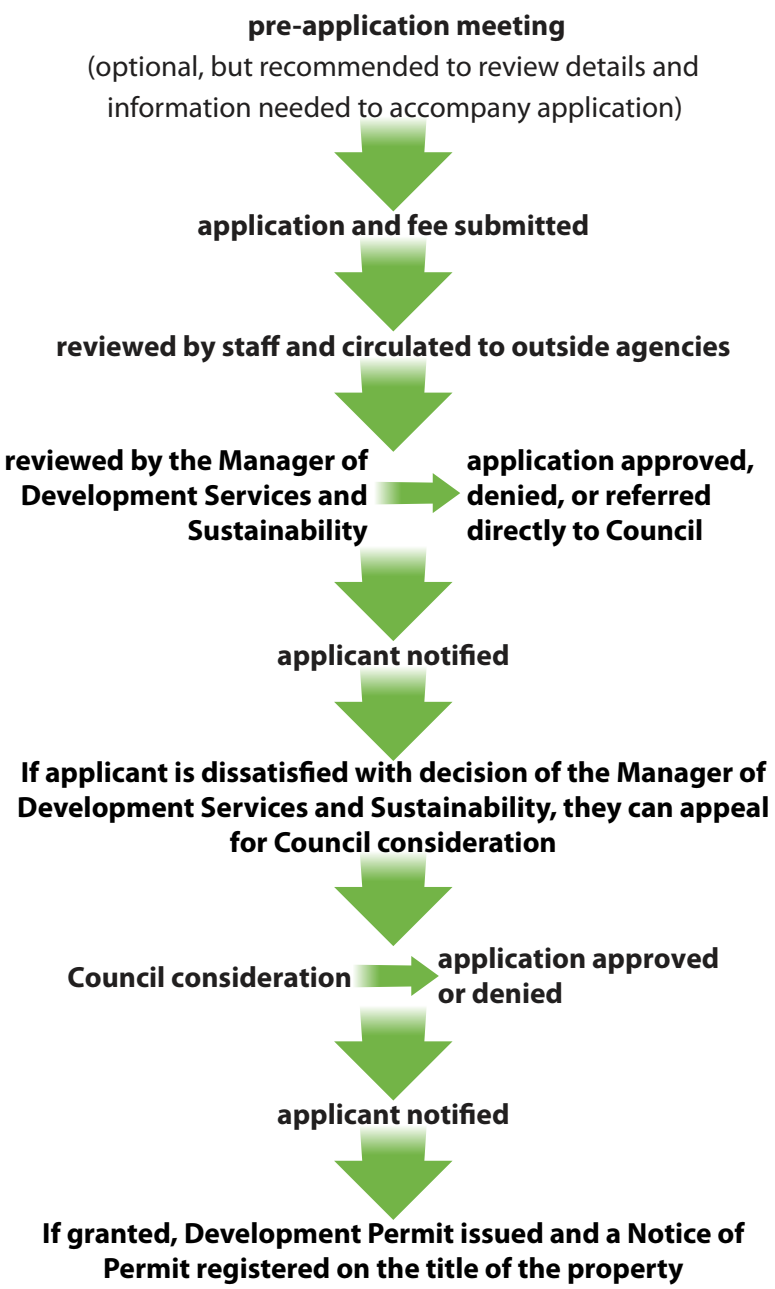 pre-application meeting
(optional, but recommended to review details and
information needed to accompany application)
application and fee submitted
reviewed by staff and circulated to outside agencies
reviewed by the Manager of
Development Services and
Sustainability
application approved,
denied, or referred
directly to Council
applicant notified
If applicant is dissatisfied with decision of the Manager of
Development Services and Sustainability, they can appeal
for Council consideration
Council consideration
application approved
or denied
applicant notified
If granted, Development Permit issued and a Notice of
Permit registered on the title of the property